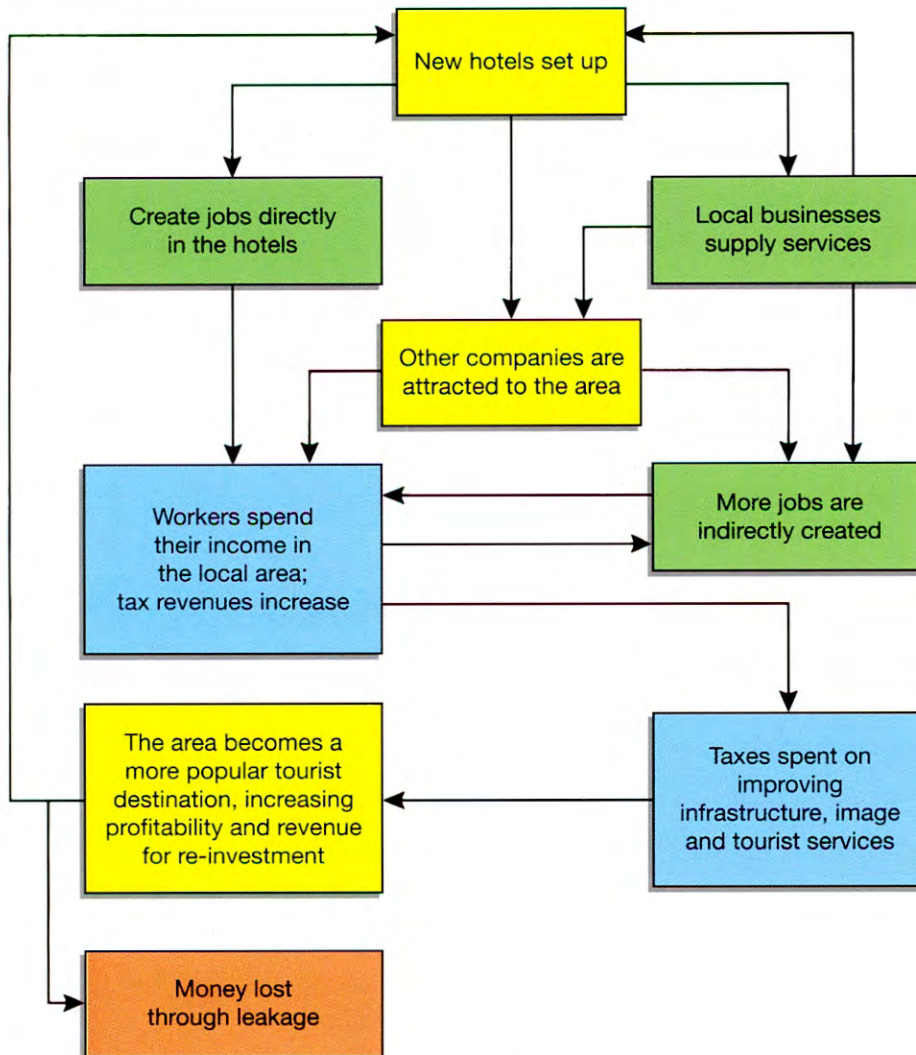 New hotels set up
Create jobs directly
in the hotels
Local businesses
supply services
Other companies are
attracted to the area
Workers spend
their income in
the local area;
tax revenues increase
More jobs are
indirectly created
The area becomes a
more popular tourist
destination, increasing
profitability and revenue
for re-investment
Taxes spent on
improving
infrastructure, image
and tourist services
Money lost
through leakage